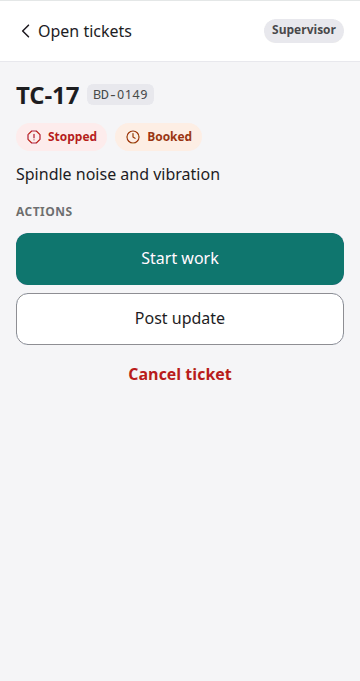 Open tickets
Supervisor
TC-17 BD-0149
Stopped Booked
Spindle noise and vibration
ACTIONS
Start work
Post update
Cancel ticket